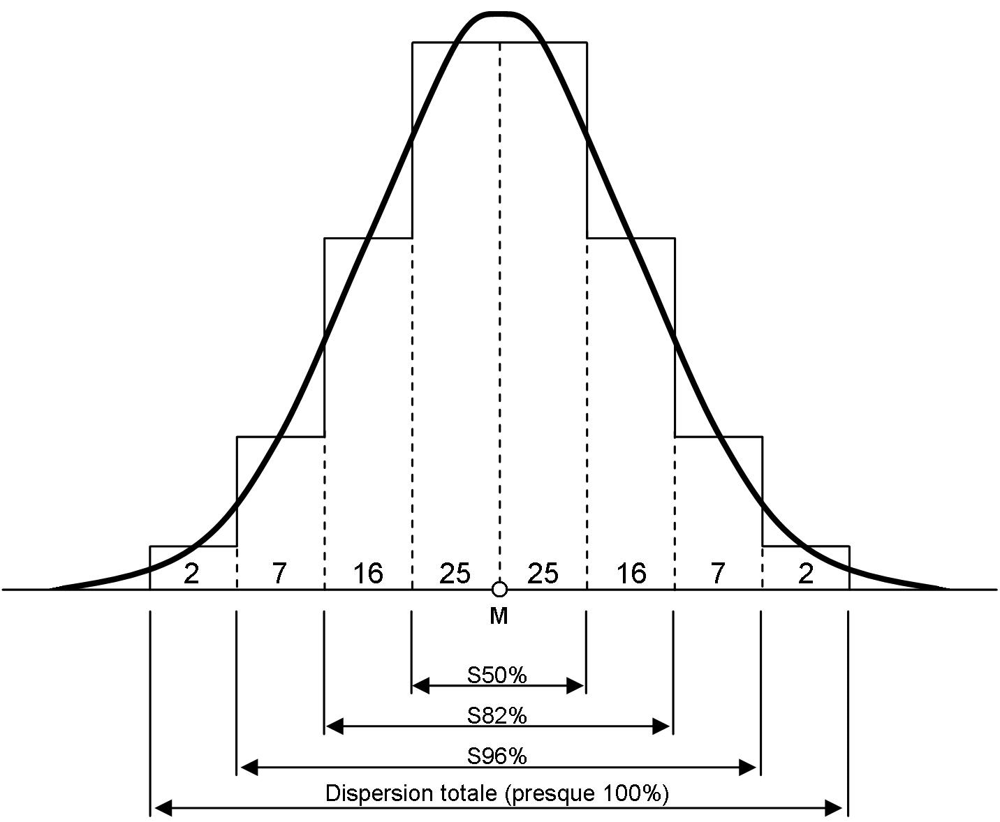 2 7 16 25 25 16 7 2
M
S50%
S82%
S96%
Dispersion totale (presque 100%)